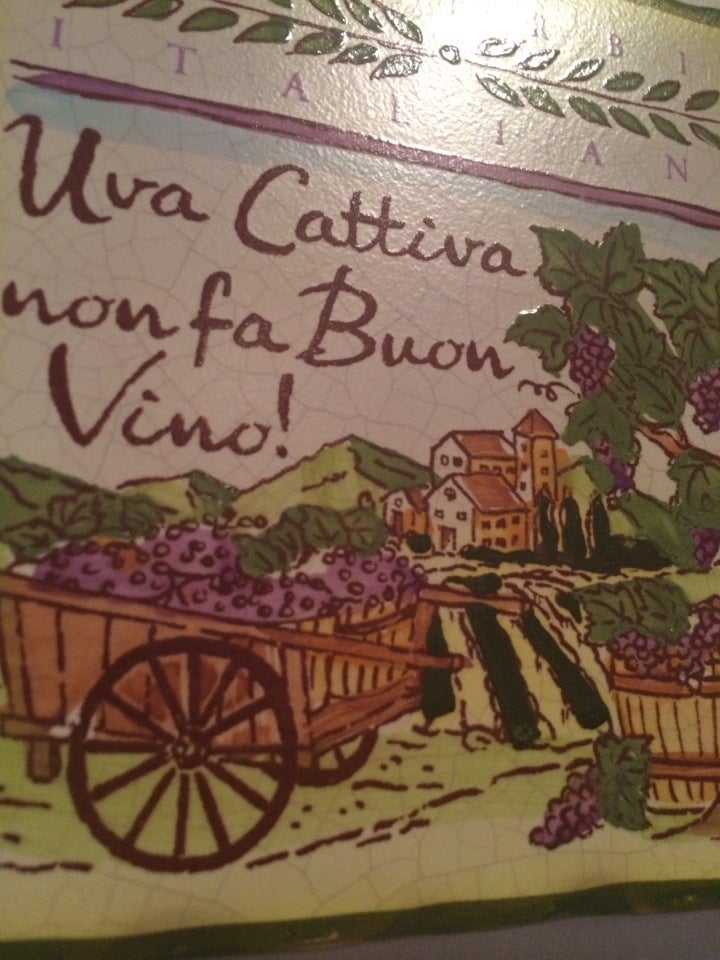 ITALIAN
Uva Cattiva
non fa Buon
Vino!